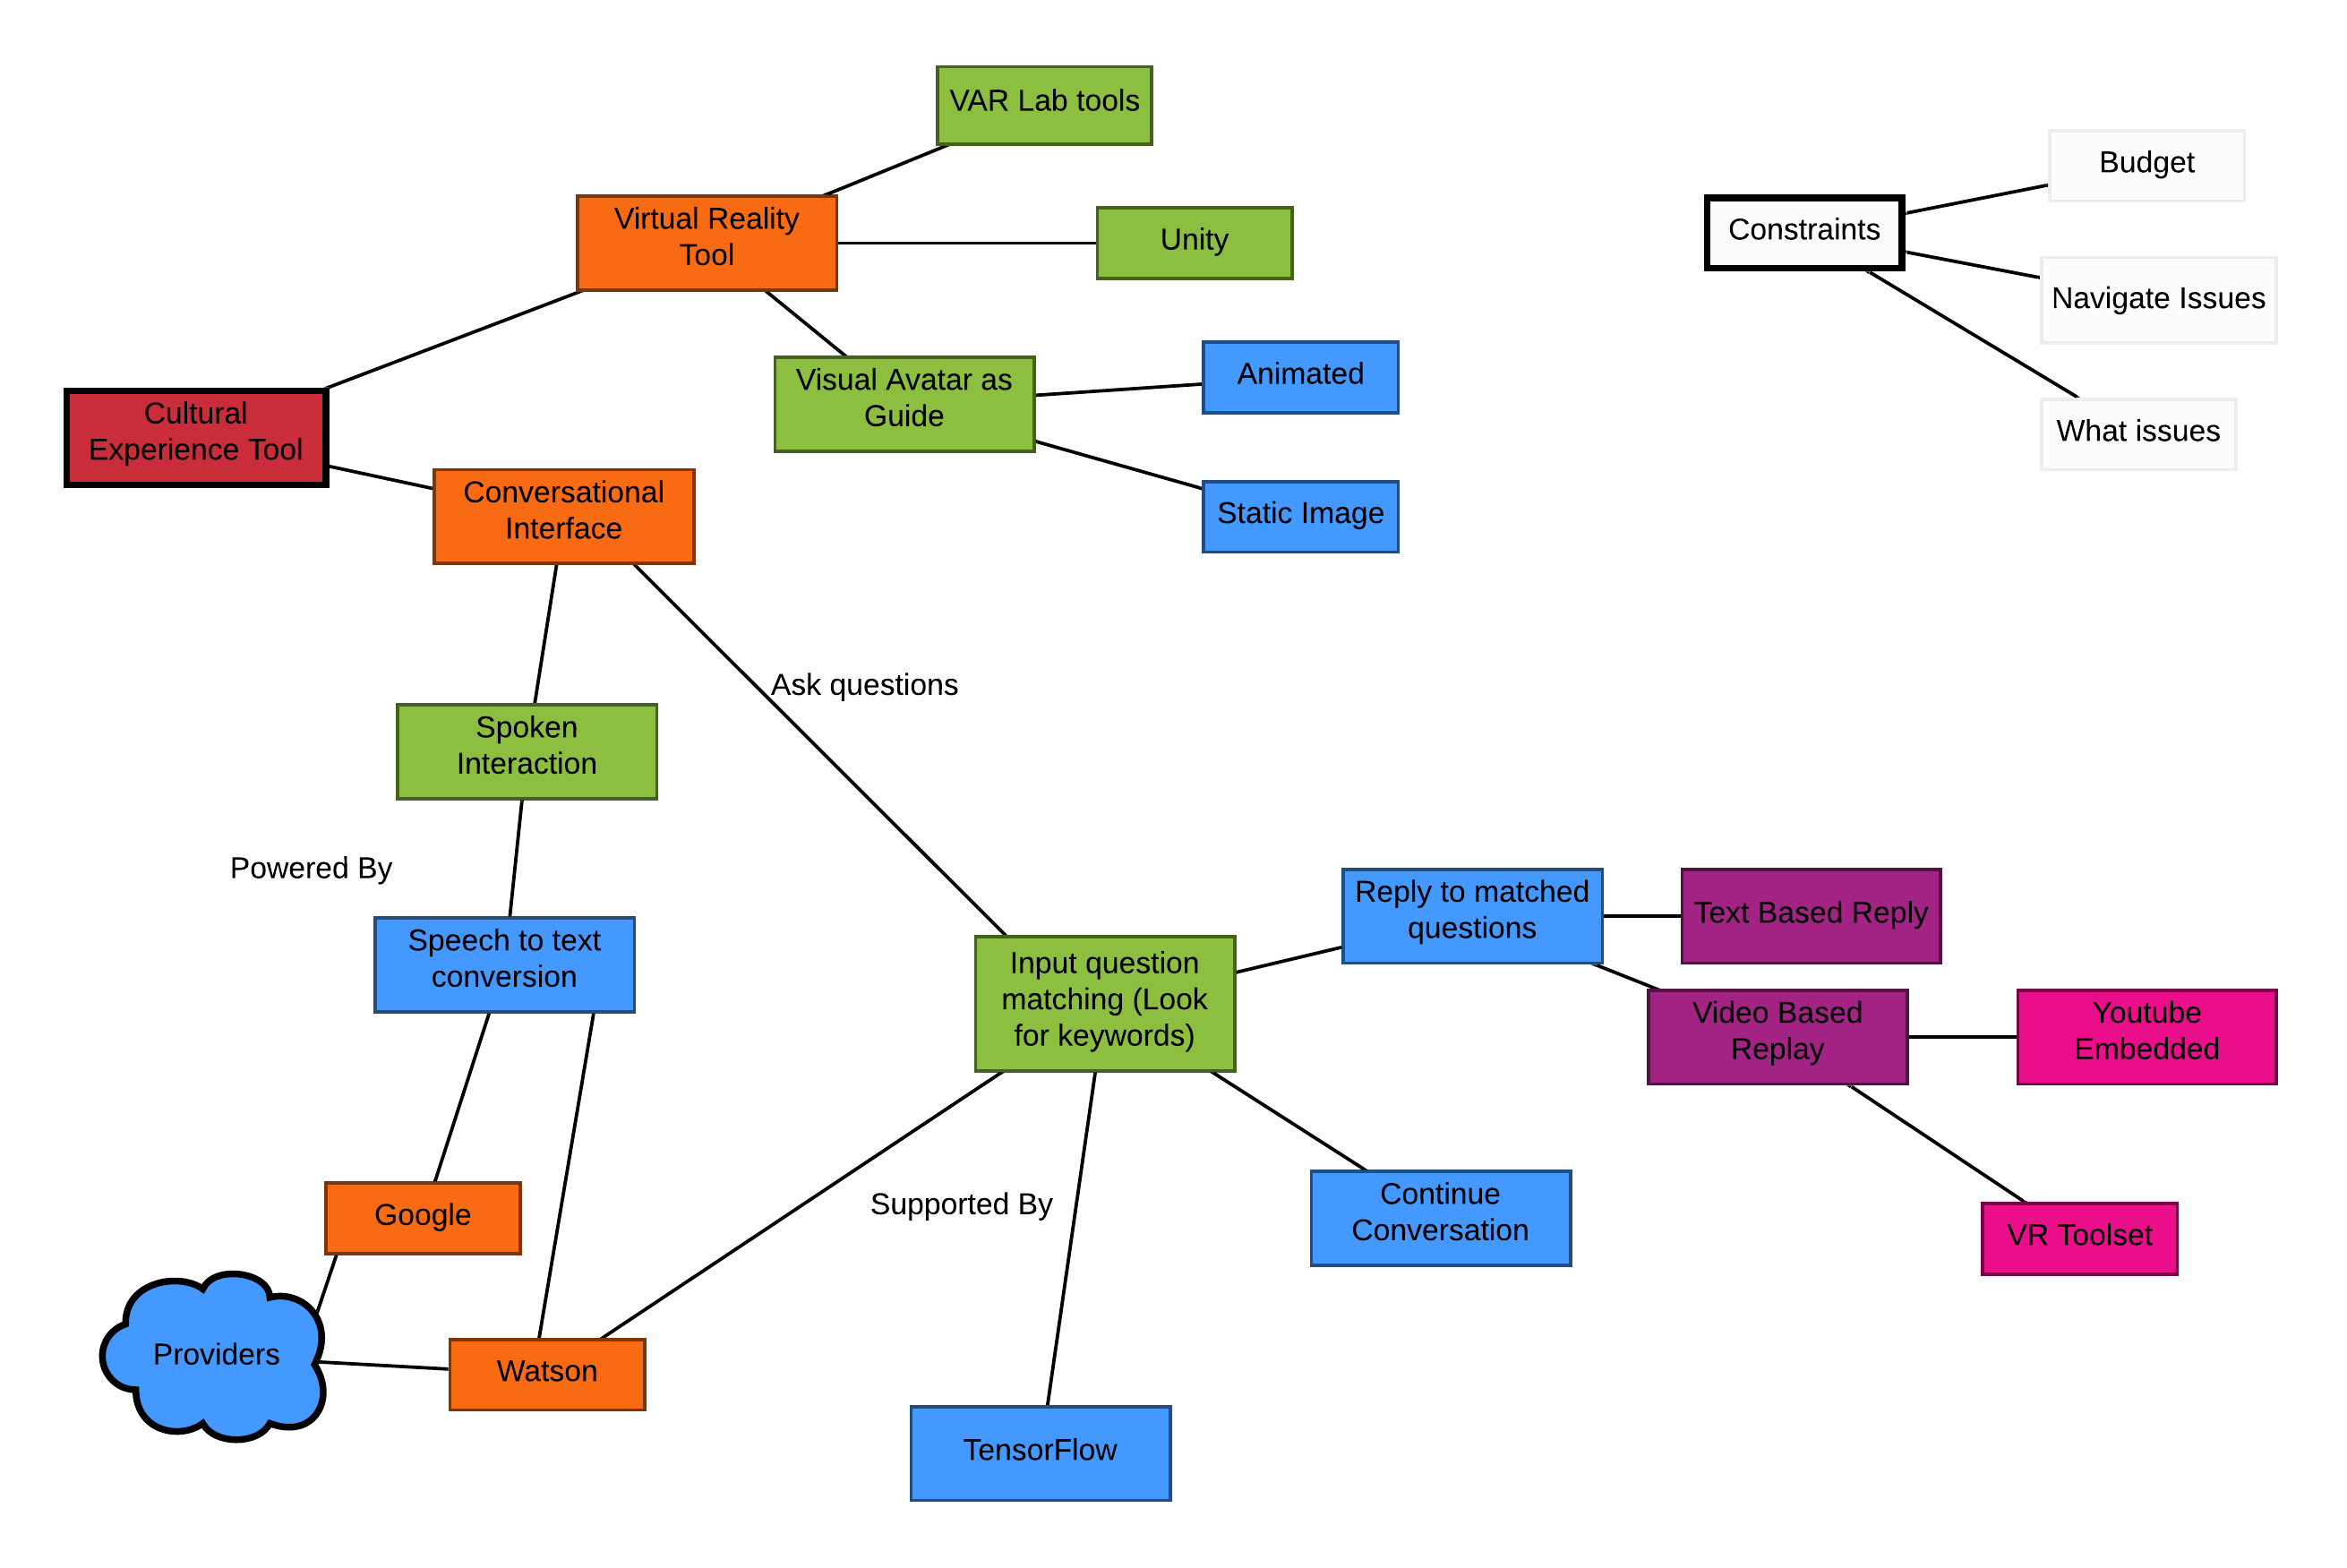 VAR Lab tools
Virtual Reality
Tool
Unity
Visual Avatar as
Guide
Animated
Static Image
Constraints
Budget
Navigate Issues
What issues
Cultural
Experience Tool
Conversational
Interface
Ask questions
Spoken
Interaction
Powered By
Speech to text
conversion
Input question
matching (Look
for keywords)
Reply to matched
questions
Text Based Reply
Video Based
Replay
Youtube
Embedded
VR Toolset
Continue
Conversation
Supported By
Google
Providers
Watson
TensorFlow